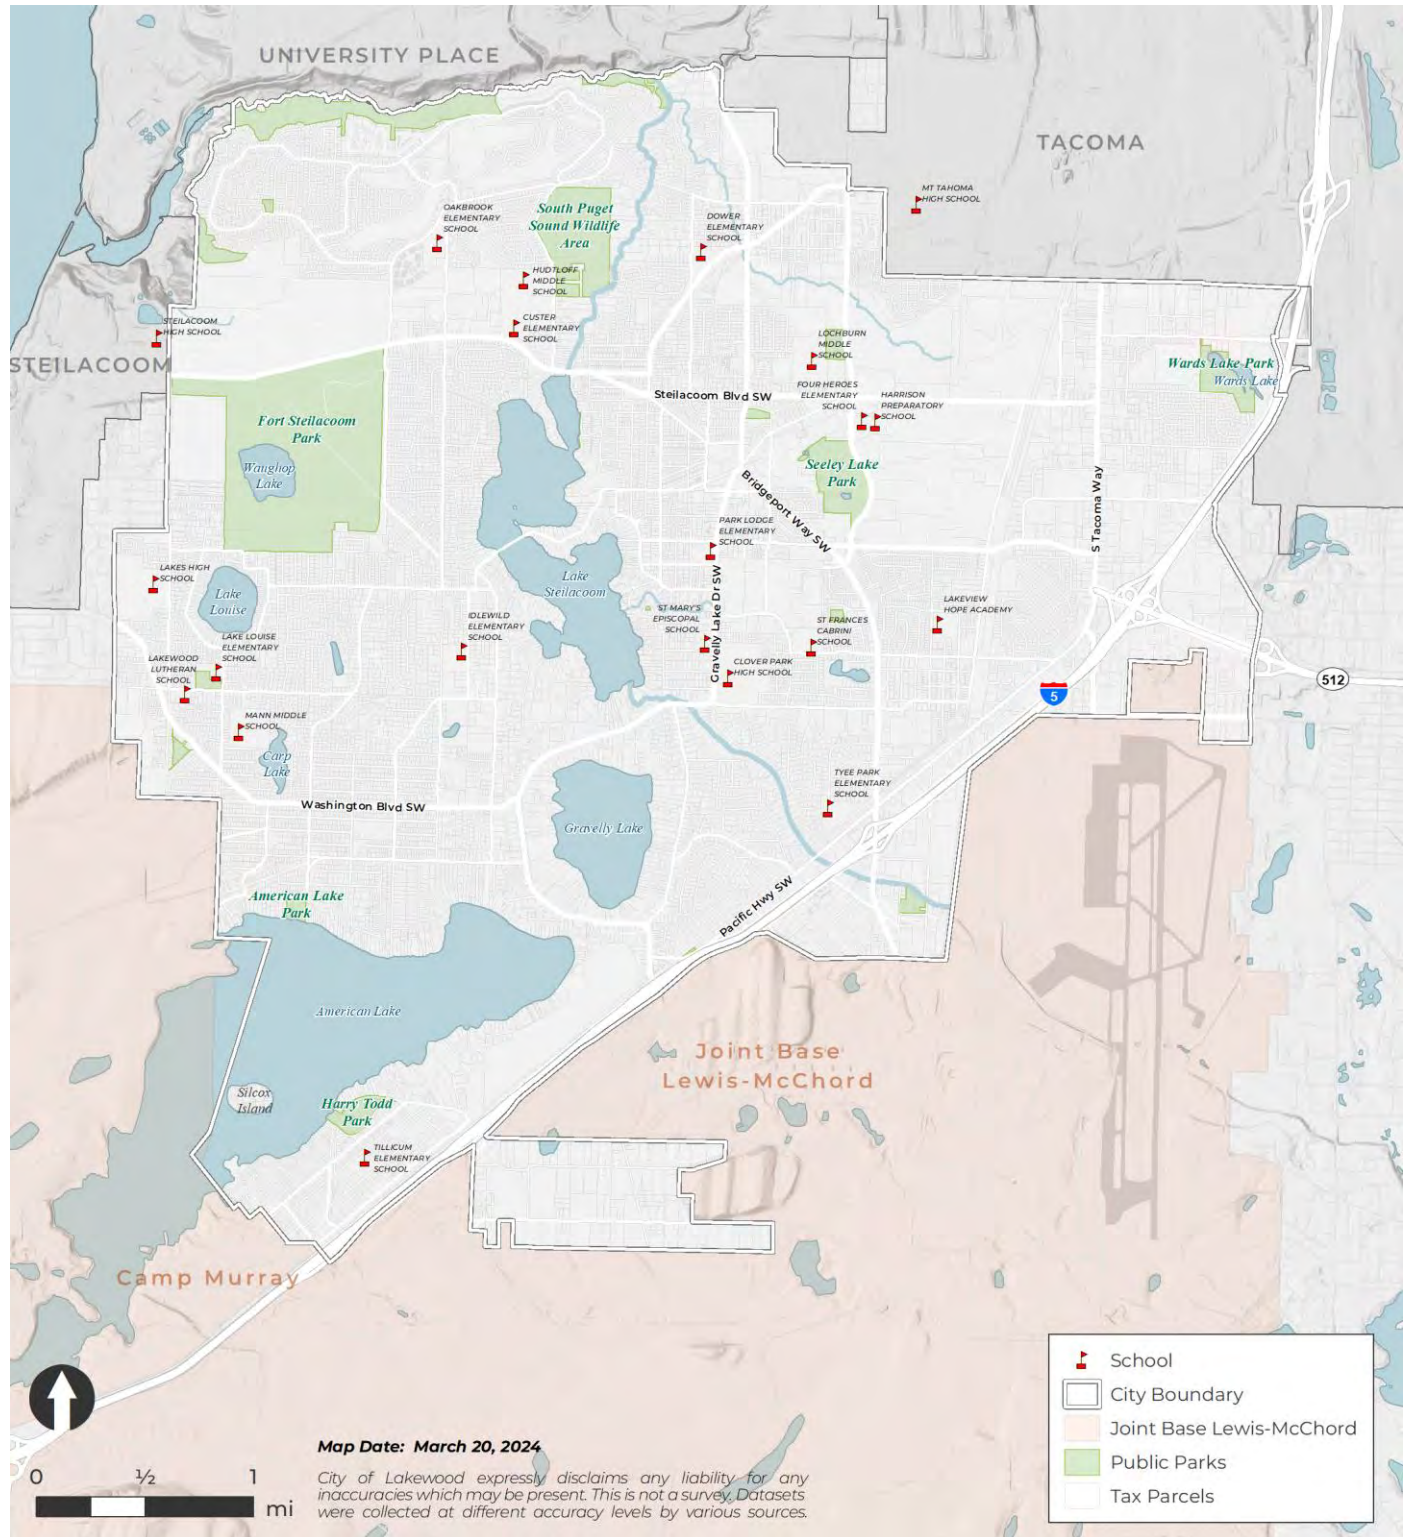 UNIVERSITY PLACE
TACOMA
MT TAHOMA
HIGH SCHOOL
OAKBROOK
ELEMENTARY
SCHOOL
South Puget
Sound Wildlife
Area
DOWER
ELEMENTARY
SCHOOL
HUDTLOFF
MIDDLE
SCHOOL
CUSTER
ELEMENTARY
SCHOOL
STEILACOOM
HIGH SCHOOL
STEILACOOM
LOCHBURN
MIDDLE
SCHOOL
Wards Lake Park
Wards Lake
Steilacoom Blvd SW
FOUR HEROES
ELEMENTARY
SCHOOL
HARRISON
PREPARATORY
SCHOOL
Fort Steilacoom
Park
Waughop
Lake
Seeley Lake
Park
Bridgeport Way SW
S Tacoma Way
PARK LODGE
ELEMENTARY
SCHOOL
LAKES HIGH
SCHOOL
Lake
Louise
Lake
Steilacoom
Gravelly Lake Dr SW
ST MARY'S
EPISCOPAL
SCHOOL
LAKEVIEW
HOPE ACADEMY
IDLEWILD
ELEMENTARY
SCHOOL
ST FRANCES
CABRINI
SCHOOL
LAKE LOUISE
ELEMENTARY
SCHOOL
LAKEWOOD
LUTHERAN
SCHOOL
CLOVER PARK
HIGH SCHOOL
512
5
MANN MIDDLE
SCHOOL
Carp
Lake
TYEE PARK
ELEMENTARY
SCHOOL
Washington Blvd SW
Gravelly Lake
American Lake
Park
Pacific Hwy SW
American Lake
Joint Base
Lewis-McChord
Silcox
Island
Harry Todd
Park
TILLICUM
ELEMENTARY
SCHOOL
Camp Murray
School
City Boundary
Joint Base Lewis-McChord
Public Parks
Tax Parcels
0 ½ 1
mi
Map Date: March 20, 2024
City of Lakewood expressly disclaims any liability for any
inaccuracies which may be present. This is not a survey. Datasets
were collected at different accuracy levels by various sources.